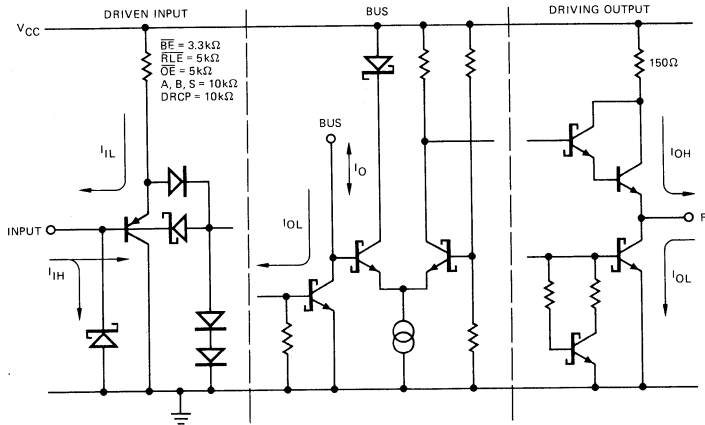 DRIVEN INPUT
BUS
DRIVING OUTPUT
VCC
BE = 3.3kΩ
RLE = 5kΩ
OE = 5kΩ
A, B, S = 10kΩ
DRCP = 10kΩ
150Ω
BUS
IIL
IO
IOH
IOL
INPUT
IIH
IOL